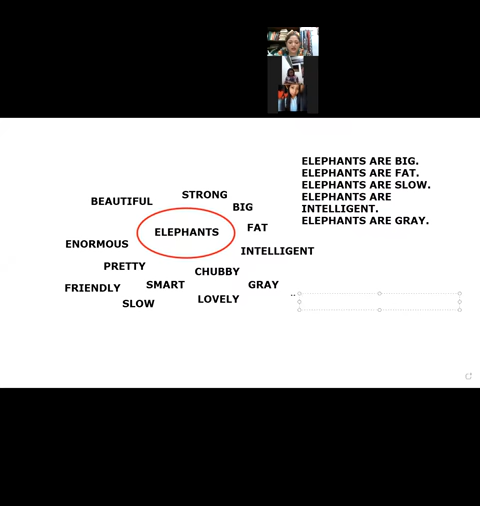 ELEPHANTS ARE BIG.
ELEPHANTS ARE FAT.
ELEPHANTS ARE SLOW.
ELEPHANTS ARE
INTELLIGENT.
ELEPHANTS ARE GRAY.
STRONG
BEAUTIFUL
BIG
ELEPHANTS
FAT
ENORMOUS
INTELLIGENT
PRETTY
CHUBBY
FRIENDLY
SMART
GRAY
SLOW
LOVELY